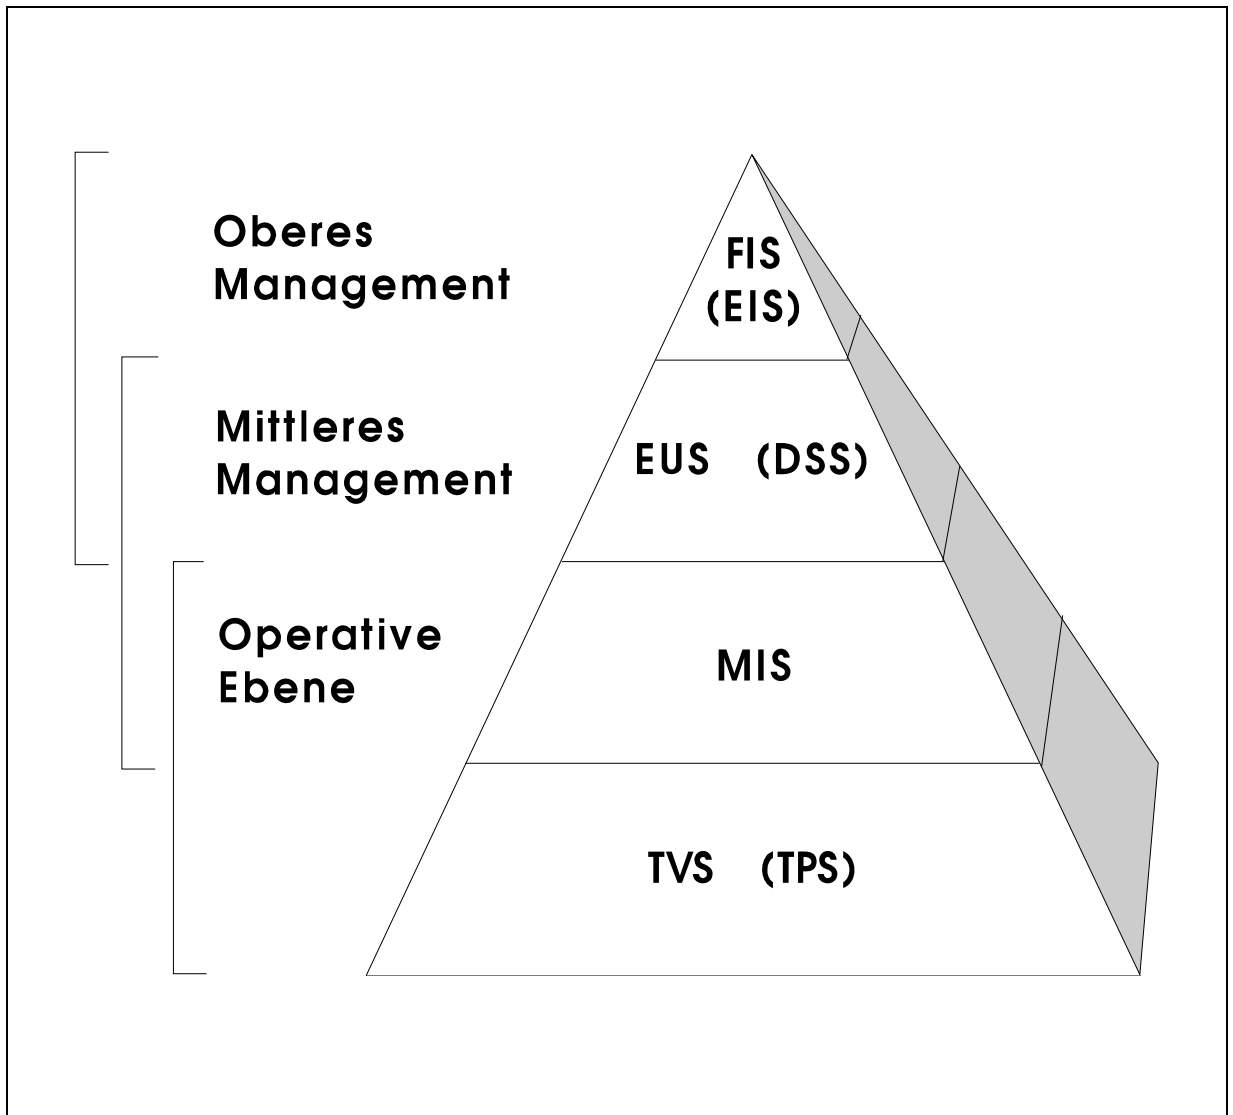 Oberes
Management
FIS
(EIS)
Mittleres
Management
EUS (DSS)
Operative
Ebene
MIS
TVS (TPS)